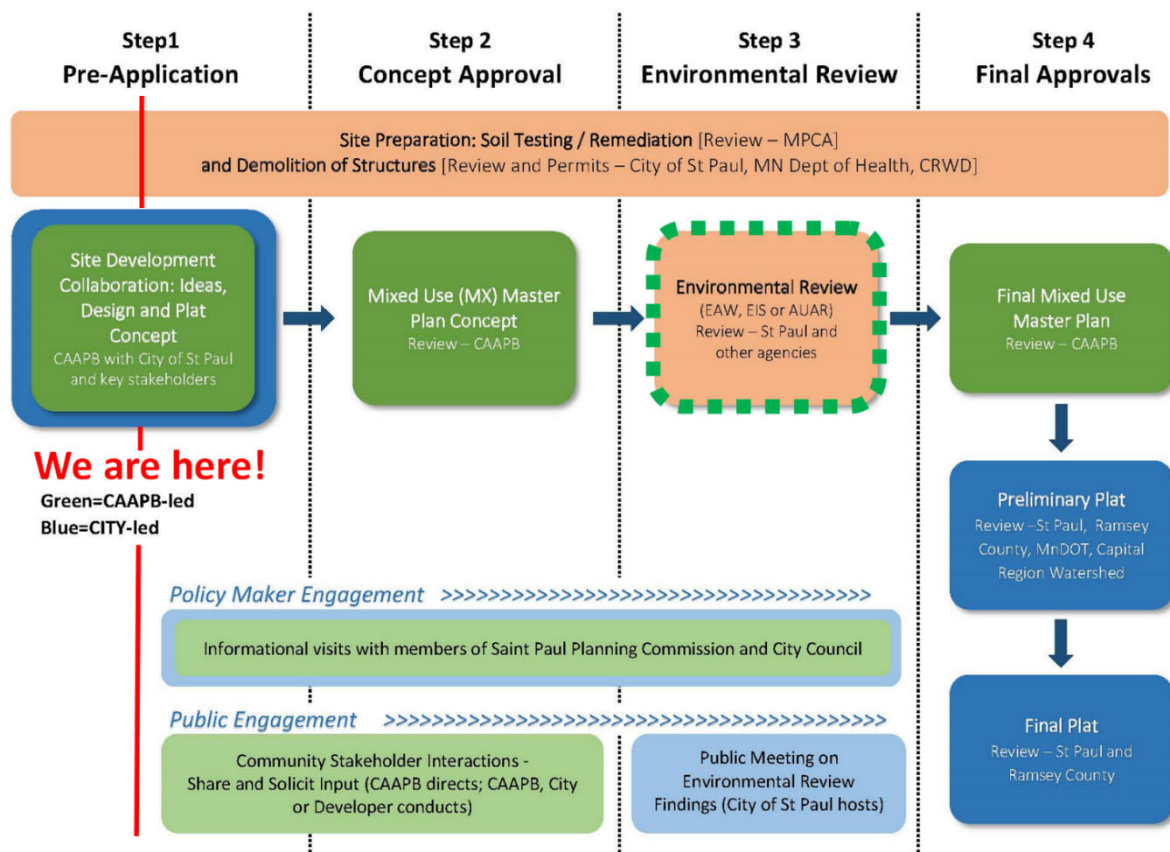 Step1
Pre-Application
Step 2
Concept Approval
Step 3
Environmental Review
Step 4
Final Approvals
Site Preparation: Soil Testing / Remediation [Review – MPCA]
and Demolition of Structures [Review and Permits – City of St Paul, MN Dept of Health, CRWD]
Site Development
Collaboration: Ideas,
Design and Plat
Concept
CAAPB with City of St Paul
and key stakeholders
Mixed Use (MX) Master
Plan Concept
Review – CAAPB
Environmental Review
(EAW, EIS or AUAR)
Review – St Paul and
other agencies
Final Mixed Use
Master Plan
Review – CAAPB
We are here!
Green=CAAPB-led
Blue=CITY-led
Preliminary Plat
Review –St Paul, Ramsey
County, MnDOT, Capital
Region Watershed
Policy Maker Engagement >>>>>>>>>>>>>>>>>>>>>>>>>>>>>>>>>>>>>
Informational visits with members of Saint Paul Planning Commission and City Council
Public Engagement >>>>>>>>>>>>>>>>>>>>>>>>>>>>>>>>>>>>>>>>>>>
Community Stakeholder Interactions -
Share and Solicit Input (CAAPB directs; CAAPB, City
or Developer conducts)
Public Meeting on
Environmental Review
Findings (City of St Paul hosts)
Final Plat
Review – St Paul and
Ramsey County